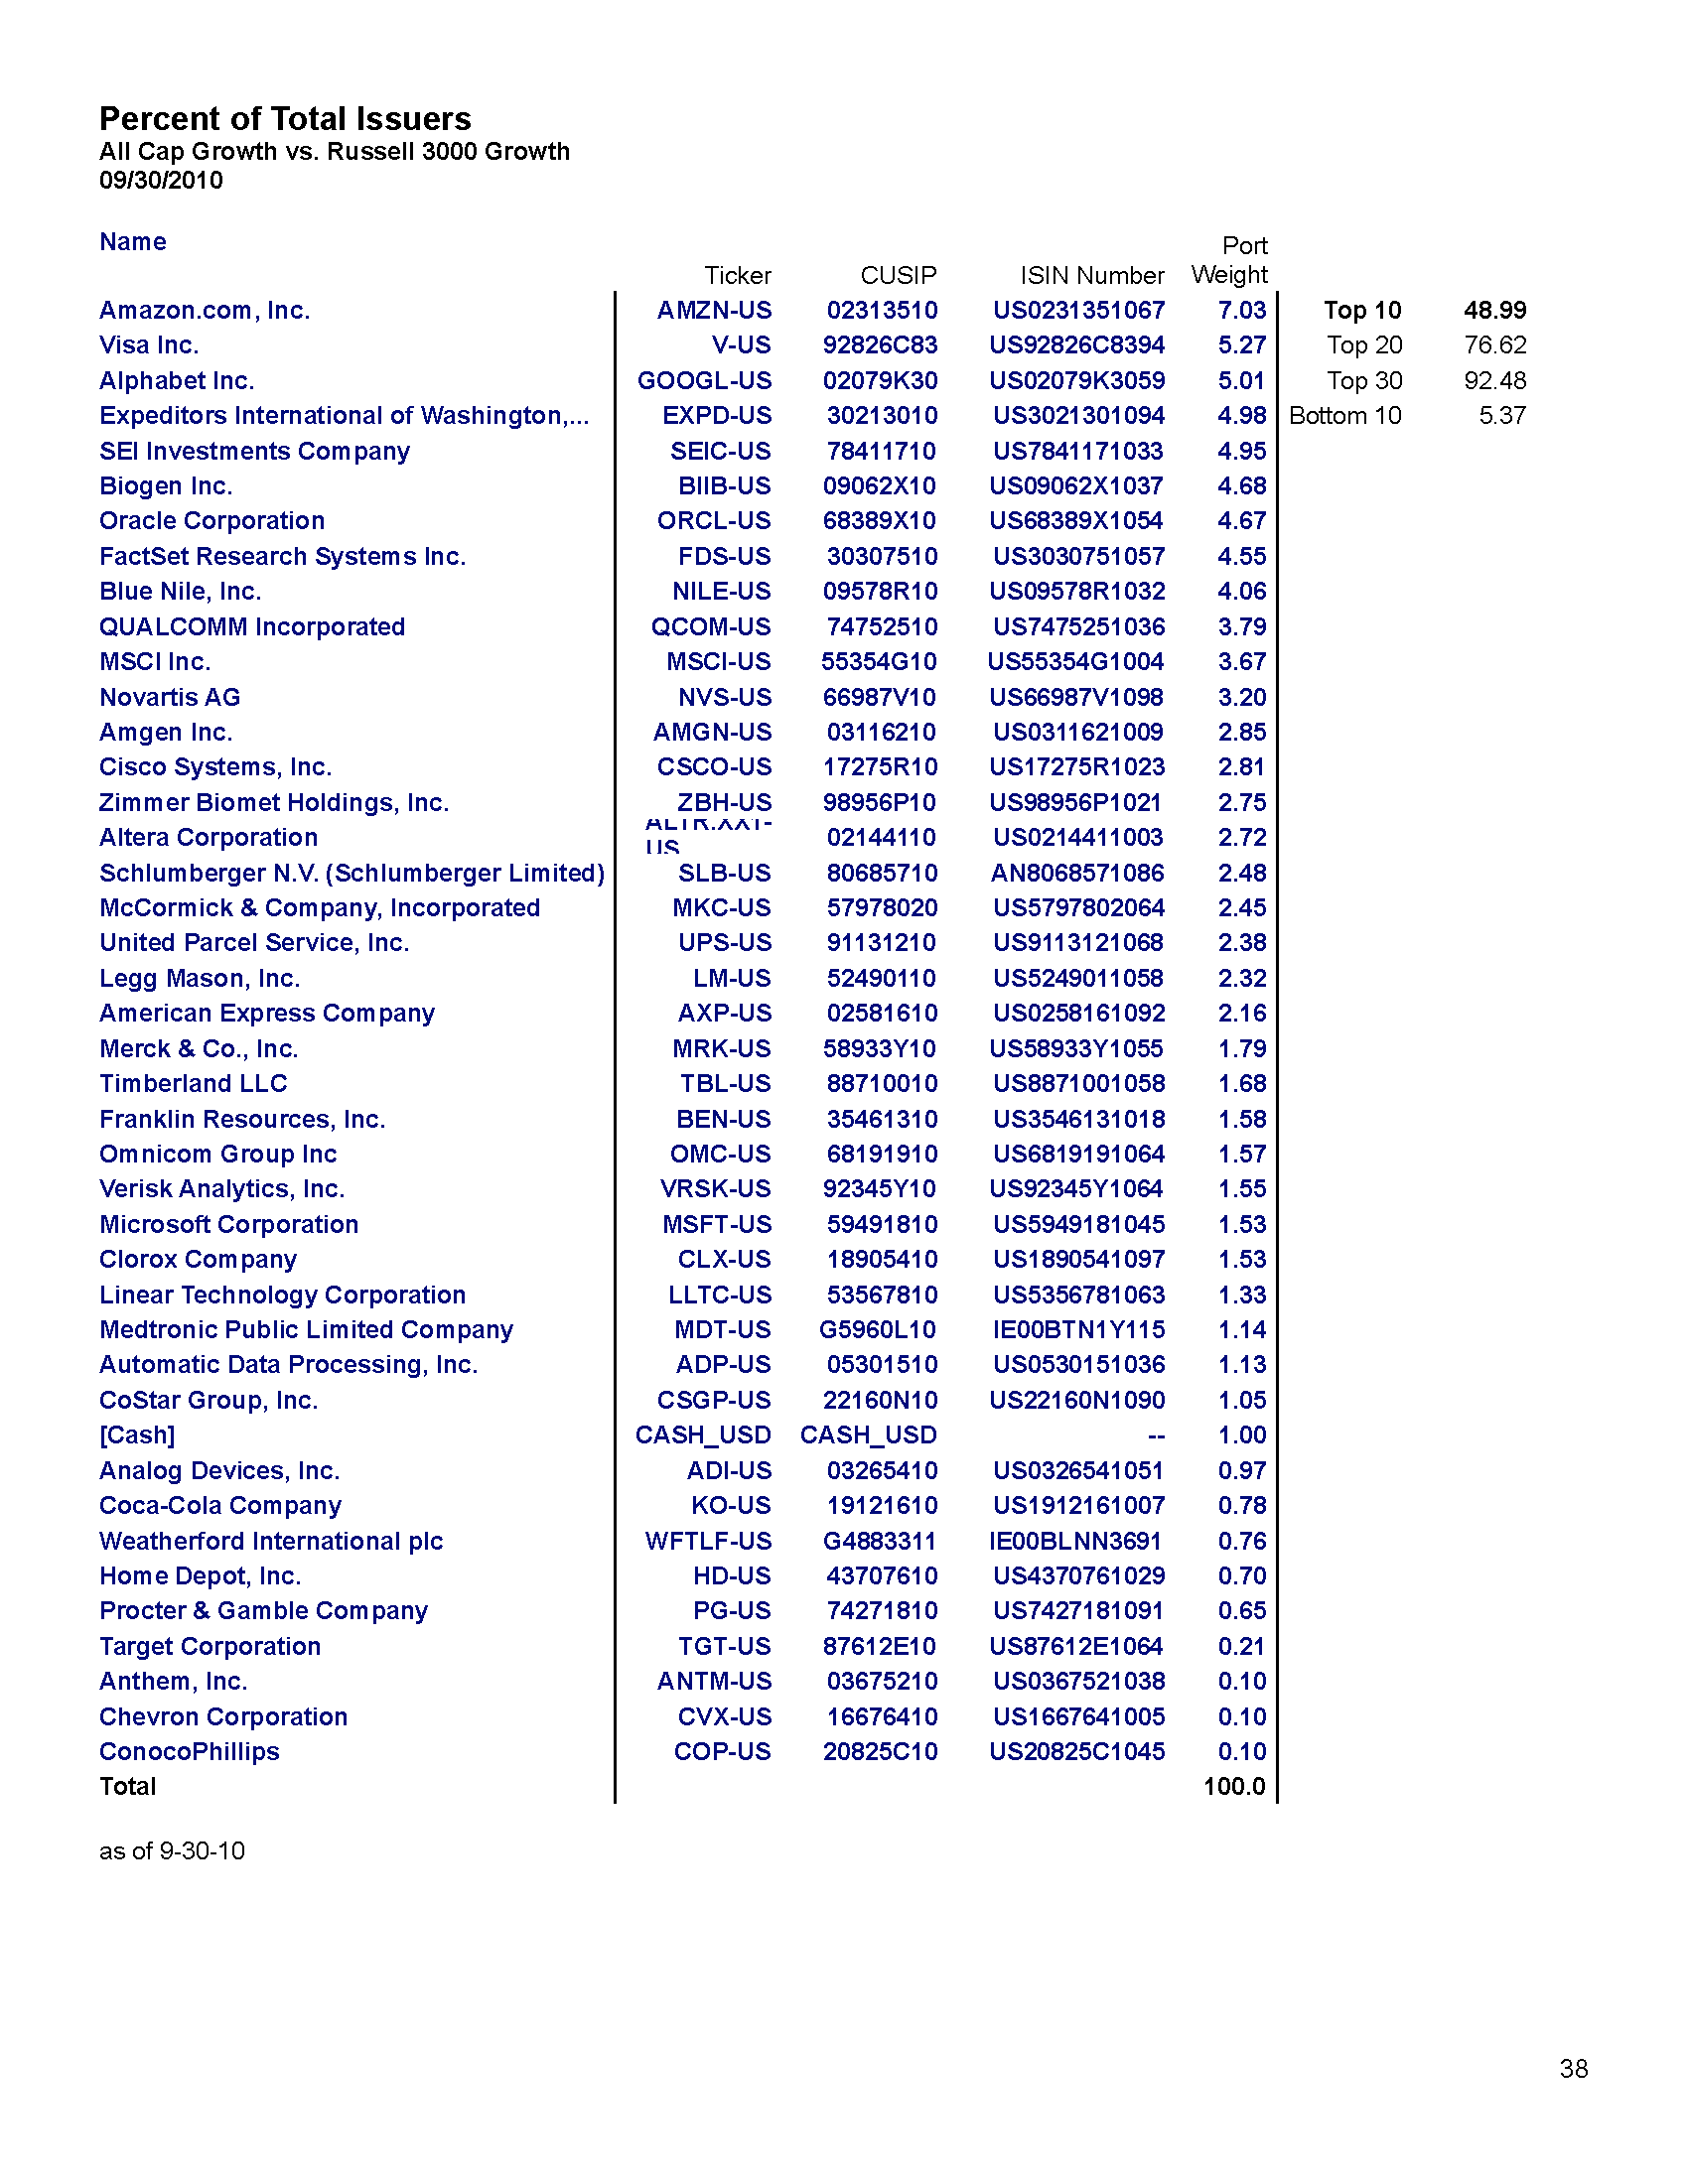 Percent of Total Issuers
All Cap Growth vs. Russell 3000 Growth
09/30/2010
Name Ticker CUSIP ISIN Number Port Weight
Amazon.com, Inc. AMZN-US 02313510 US0231351067 7.03 Top 10 48.99
Visa Inc. V-US 92826C83 US92826C8394 5.27 Top 20 76.62
Alphabet Inc. GOOGL-US 02079K30 US02079K3059 5.01 Top 30 92.48
Expeditors International of Washington,... EXPD-US 30213010 US3021301094 4.98 Bottom 10 5.37
SEI Investments Company SEIC-US 78411710 US7841171033 4.95
Biogen Inc. BIIB-US 09062X10 US09062X1037 4.68
Oracle Corporation ORCL-US 68389X10 US68389X1054 4.67
FactSet Research Systems Inc. FDS-US 30307510 US3030751057 4.55
Blue Nile, Inc. NILE-US 09578R10 US09578R1032 4.06
QUALCOMM Incorporated QCOM-US 74752510 US7475251036 3.79
MSCI Inc. MSCI-US 55354G10 US55354G1004 3.67
Novartis AG NVS-US 66987V10 US66987V1098 3.20
Amgen Inc. AMGN-US 03116210 US0311621009 2.85
Cisco Systems, Inc. CSCO-US 17275R10 US17275R1023 2.81
Zimmer Biomet Holdings, Inc. ZBH-US 98956P10 US98956P1021 2.75
Altera Corporation US 02144110 US0214411003 2.72
Schlumberger N.V. (Schlumberger Limited) SLB-US 80685710 AN8068571086 2.48
McCormick & Company, Incorporated MKC-US 57978020 US5797802064 2.45
United Parcel Service, Inc. UPS-US 91131210 US9113121068 2.38
Legg Mason, Inc. LM-US 52490110 US5249011058 2.32
American Express Company AXP-US 02581610 US0258161092 2.16
Merck & Co., Inc. MRK-US 58933Y10 US58933Y1055 1.79
Timberland LLC TBL-US 88710010 US8871001058 1.68
Franklin Resources, Inc. BEN-US 35461310 US3546131018 1.58
Omnicom Group Inc OMC-US 68191910 US6819191064 1.57
Verisk Analytics, Inc. VRSK-US 92345Y10 US92345Y1064 1.55
Microsoft Corporation MSFT-US 59491810 US5949181045 1.53
Clorox Company CLX-US 18905410 US1890541097 1.53
Linear Technology Corporation LLTC-US 53567810 US5356781063 1.33
Medtronic Public Limited Company MDT-US G5960L10 IE00BTN1Y115 1.14
Automatic Data Processing, Inc. ADP-US 05301510 US0530151036 1.13
CoStar Group, Inc. CSGP-US 22160N10 US22160N1090 1.05
[Cash] CASH_USD CASH_USD -- 1.00
Analog Devices, Inc. ADI-US 03265410 US0326541051 0.97
Coca-Cola Company KO-US 19121610 US1912161007 0.78
Weatherford International plc WFTLF-US G4883311 IE00BLNN3691 0.76
Home Depot, Inc. HD-US 43707610 US4370761029 0.70
Procter & Gamble Company PG-US 74271810 US7427181091 0.65
Target Corporation TGT-US 87612E10 US87612E1064 0.21
Anthem, Inc. ANTM-US 03675210 US0367521038 0.10
Chevron Corporation CVX-US 16676410 US1667641005 0.10
ConocoPhillips COP-US 20825C10 US20825C1045 0.10
Total 100.0
as of 9-30-10
38